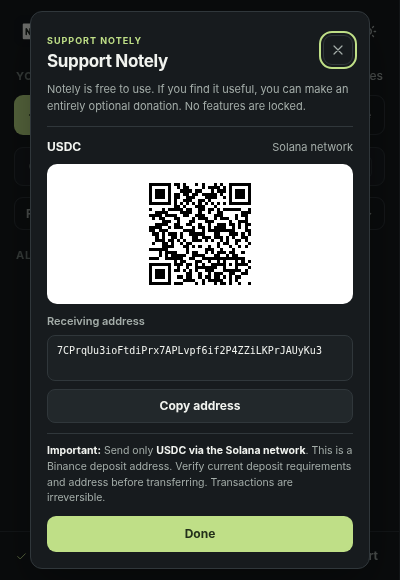 SUPPORT NOTELY
Support Notely
Notely is free to use. If you find it useful, you can make an
entirely optional donation. No features are locked.
USDC
Solana network
Receiving address
7CPrqUu3ioFtdiPrx7APLvpf6if2P4ZZiLKPrJAUyKu3
Copy address
Important: Send only USDC via the Solana network. This is a
Binance deposit address. Verify current deposit requirements
and address before transferring. Transactions are
irreversible.
Done